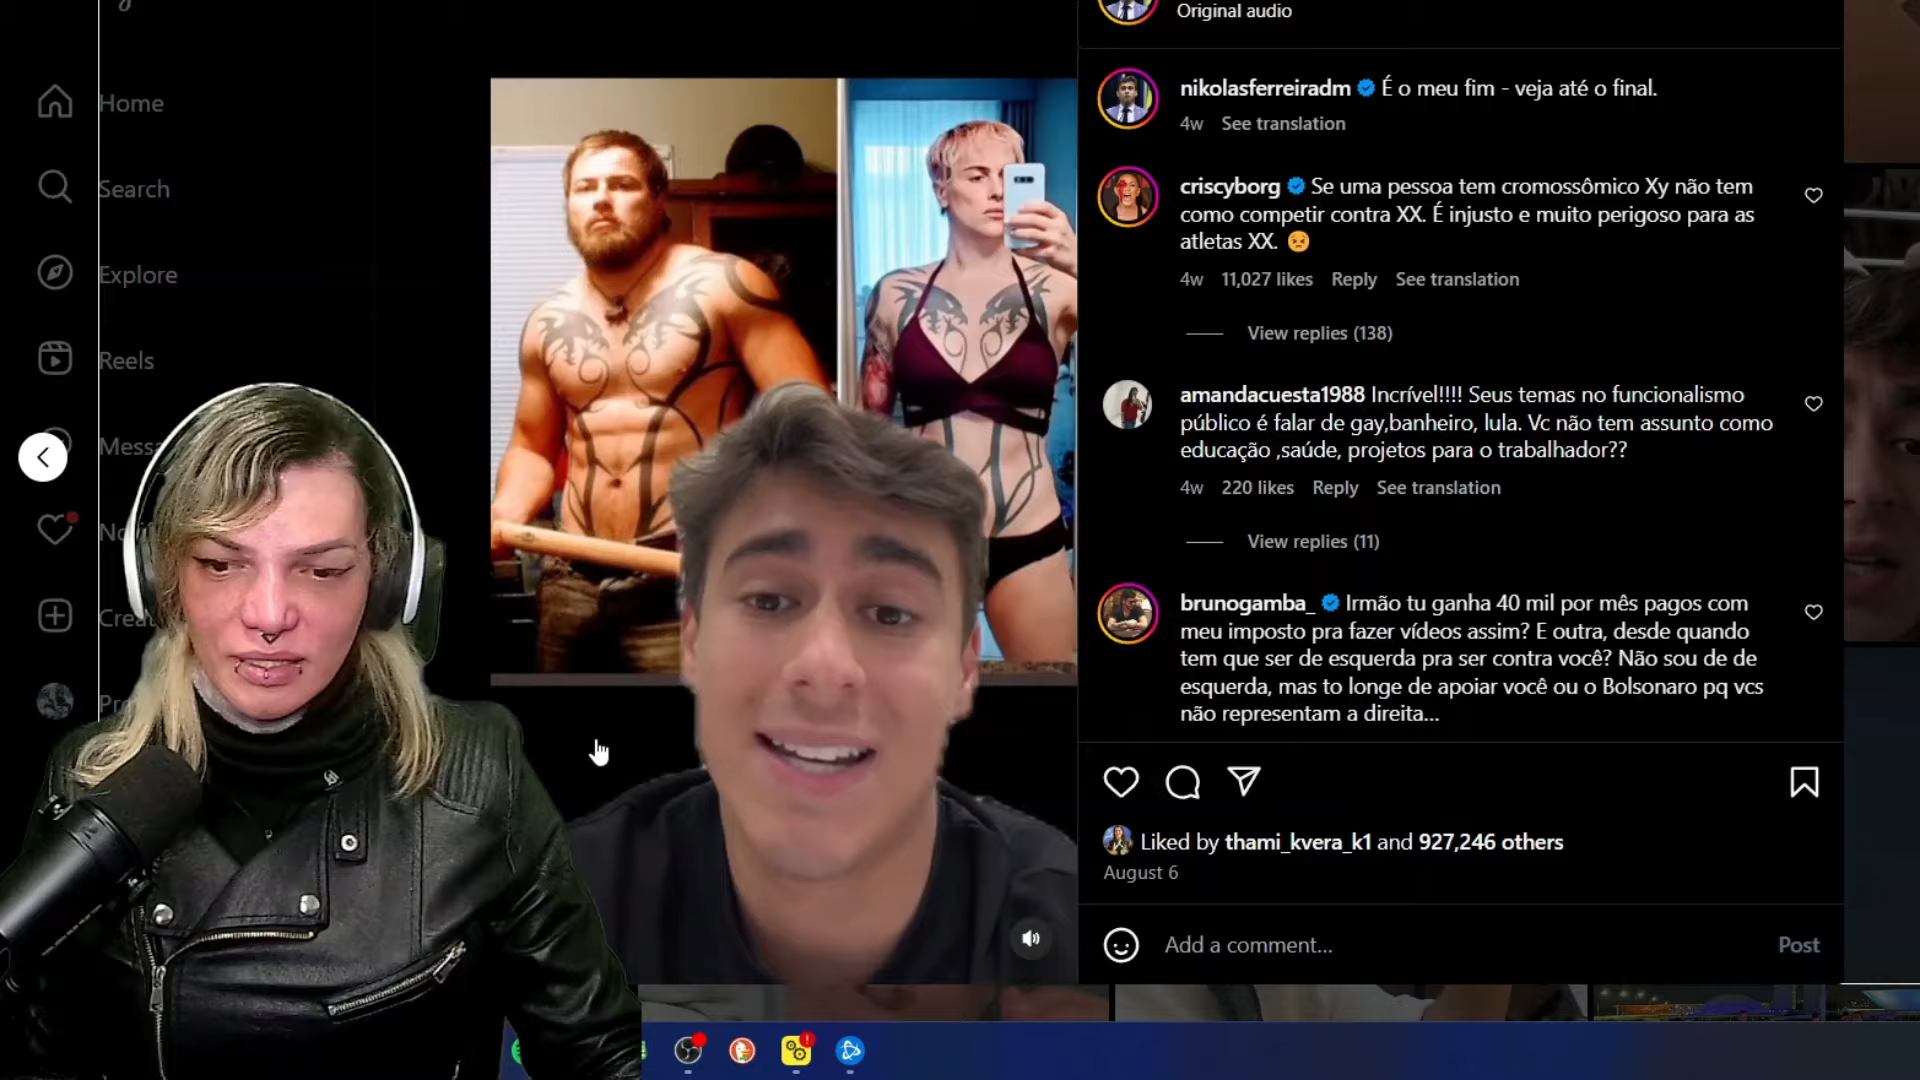 Home
Search
Explore
Reels
Messa
Notif
Creat
Pro
Original audio
nikolasferreiradm É o meu fim - veja até o final.
4w See translation
criscyborg Se uma pessoa tem cromossômico Xy não tem
como competir contra XX. É injusto e muito perigoso para as
atletas XX. 😣
4w 11,027 likes Reply See translation
View replies (138)
amandacuesta1988 Incrível!!!! Seus temas no funcionalismo
público é falar de gay,banheiro, lula. Vc não tem assunto como
educação ,saúde, projetos para o trabalhador??
4w 220 likes Reply See translation
View replies (11)
brunogamba_ Irmão tu ganha 40 mil por mês pagos com
meu imposto pra fazer vídeos assim? E outra, desde quando
tem que ser de esquerda pra ser contra você? Não sou de de
esquerda, mas to longe de apoiar você ou o Bolsonaro pq vcs
não representam a direita...
Liked by thami_kvera_k1 and 927,246 others
August 6
Add a comment...
Post